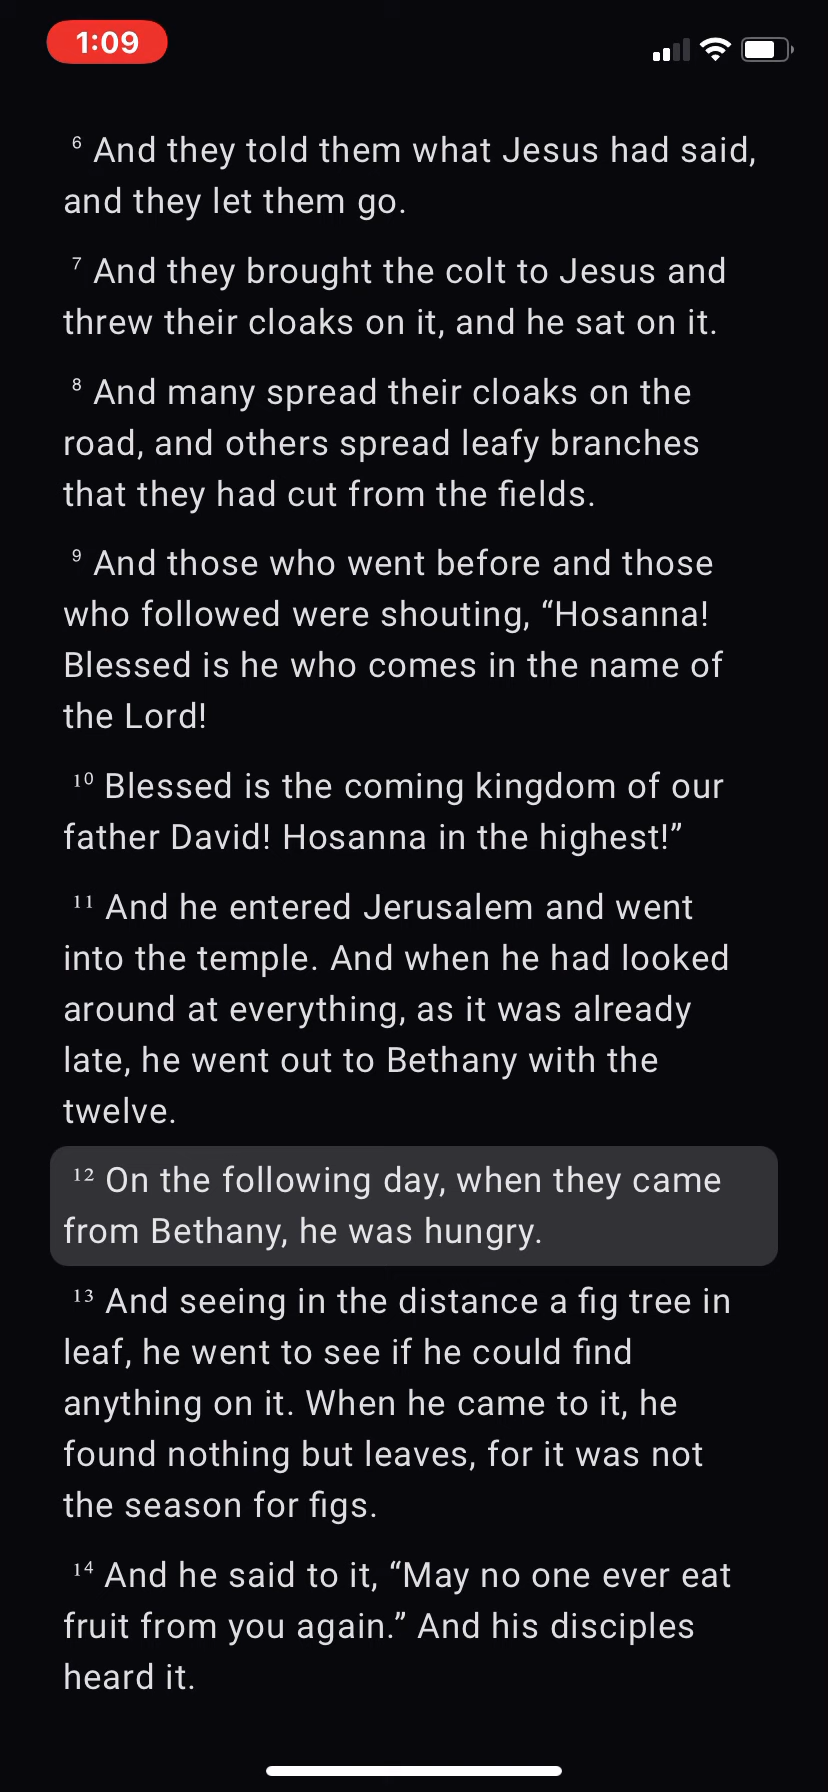 1:09
6 And they told them what Jesus had said,
and they let them go.
7 And they brought the colt to Jesus and
threw their cloaks on it, and he sat on it.
8 And many spread their cloaks on the
road, and others spread leafy branches
that they had cut from the fields.
9 And those who went before and those
who followed were shouting, “Hosanna!
Blessed is he who comes in the name of
the Lord!
10 Blessed is the coming kingdom of our
father David! Hosanna in the highest!”
11 And he entered Jerusalem and went
into the temple. And when he had looked
around at everything, as it was already
late, he went out to Bethany with the
twelve.
12 On the following day, when they came
from Bethany, he was hungry.
13 And seeing in the distance a fig tree in
leaf, he went to see if he could find
anything on it. When he came to it, he
found nothing but leaves, for it was not
the season for figs.
14 And he said to it, “May no one ever eat
fruit from you again.” And his disciples
heard it.